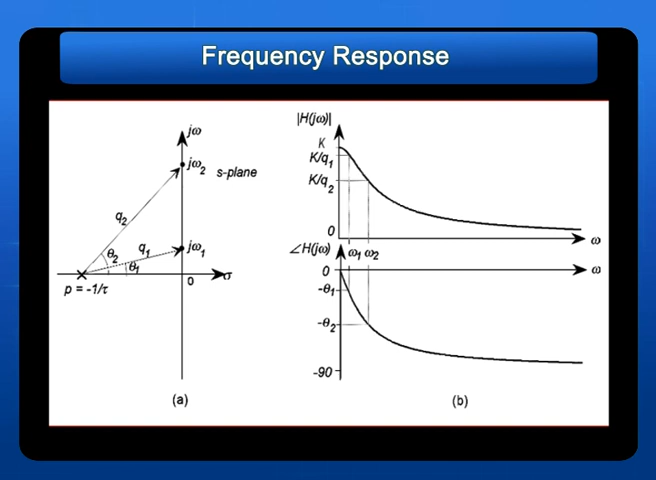 Frequency Response
jω
jω₂
s-plane
q₂
q₁
jω₁
θ₂
θ₁
0
σ
p = -1/τ
(a)
|H(jω)|
K
K/q₁
K/q₂
0
ω
∠H(jω)
ω₁ ω₂
0
ω
-θ₁
-θ₂
-90
(b)